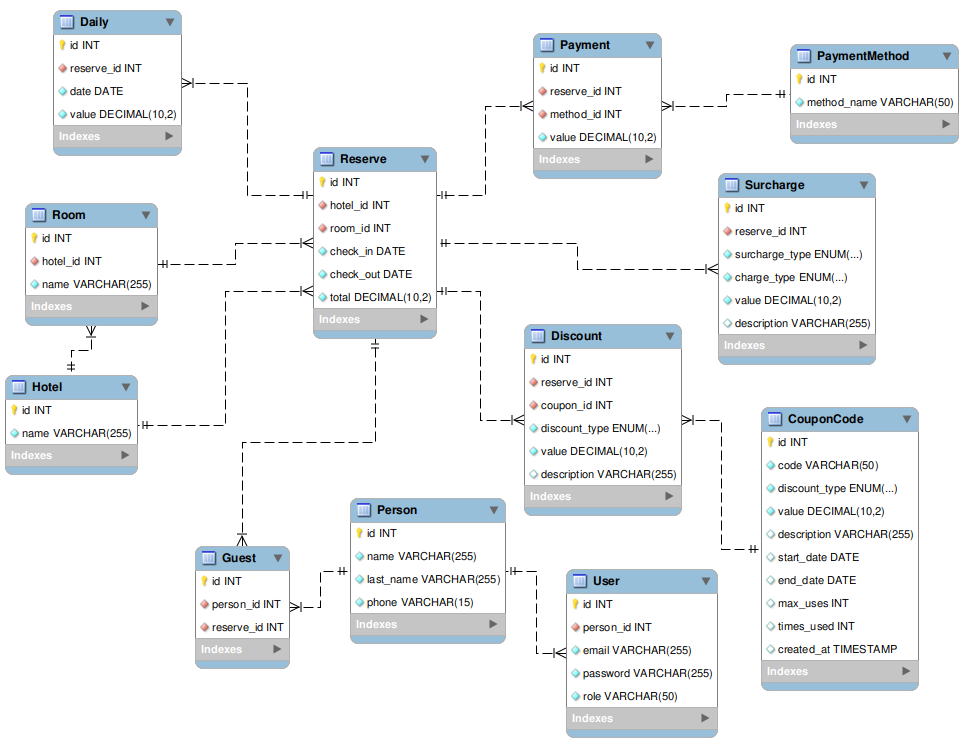 Daily
id INT
reserve_id INT
date DATE
value DECIMAL(10,2)
Indexes
Payment
id INT
reserve_id INT
method_id INT
value DECIMAL(10,2)
Indexes
PaymentMethod
id INT
method_name VARCHAR(50)
Indexes
Reserve
id INT
hotel_id INT
room_id INT
check_in DATE
check_out DATE
total DECIMAL(10,2)
Indexes
Surcharge
id INT
reserve_id INT
surcharge_type ENUM(...)
charge_type ENUM(...)
value DECIMAL(10,2)
description VARCHAR(255)
Indexes
Room
id INT
hotel_id INT
name VARCHAR(255)
Indexes
Hotel
id INT
name VARCHAR(255)
Indexes
Discount
id INT
reserve_id INT
coupon_id INT
discount_type ENUM(...)
value DECIMAL(10,2)
description VARCHAR(255)
Indexes
CouponCode
id INT
code VARCHAR(50)
discount_type ENUM(...)
value DECIMAL(10,2)
description VARCHAR(255)
start_date DATE
end_date DATE
max_uses INT
times_used INT
created_at TIMESTAMP
Indexes
Person
id INT
name VARCHAR(255)
last_name VARCHAR(255)
phone VARCHAR(15)
Indexes
Guest
id INT
person_id INT
reserve_id INT
Indexes
User
id INT
person_id INT
email VARCHAR(255)
password VARCHAR(255)
role VARCHAR(50)
Indexes